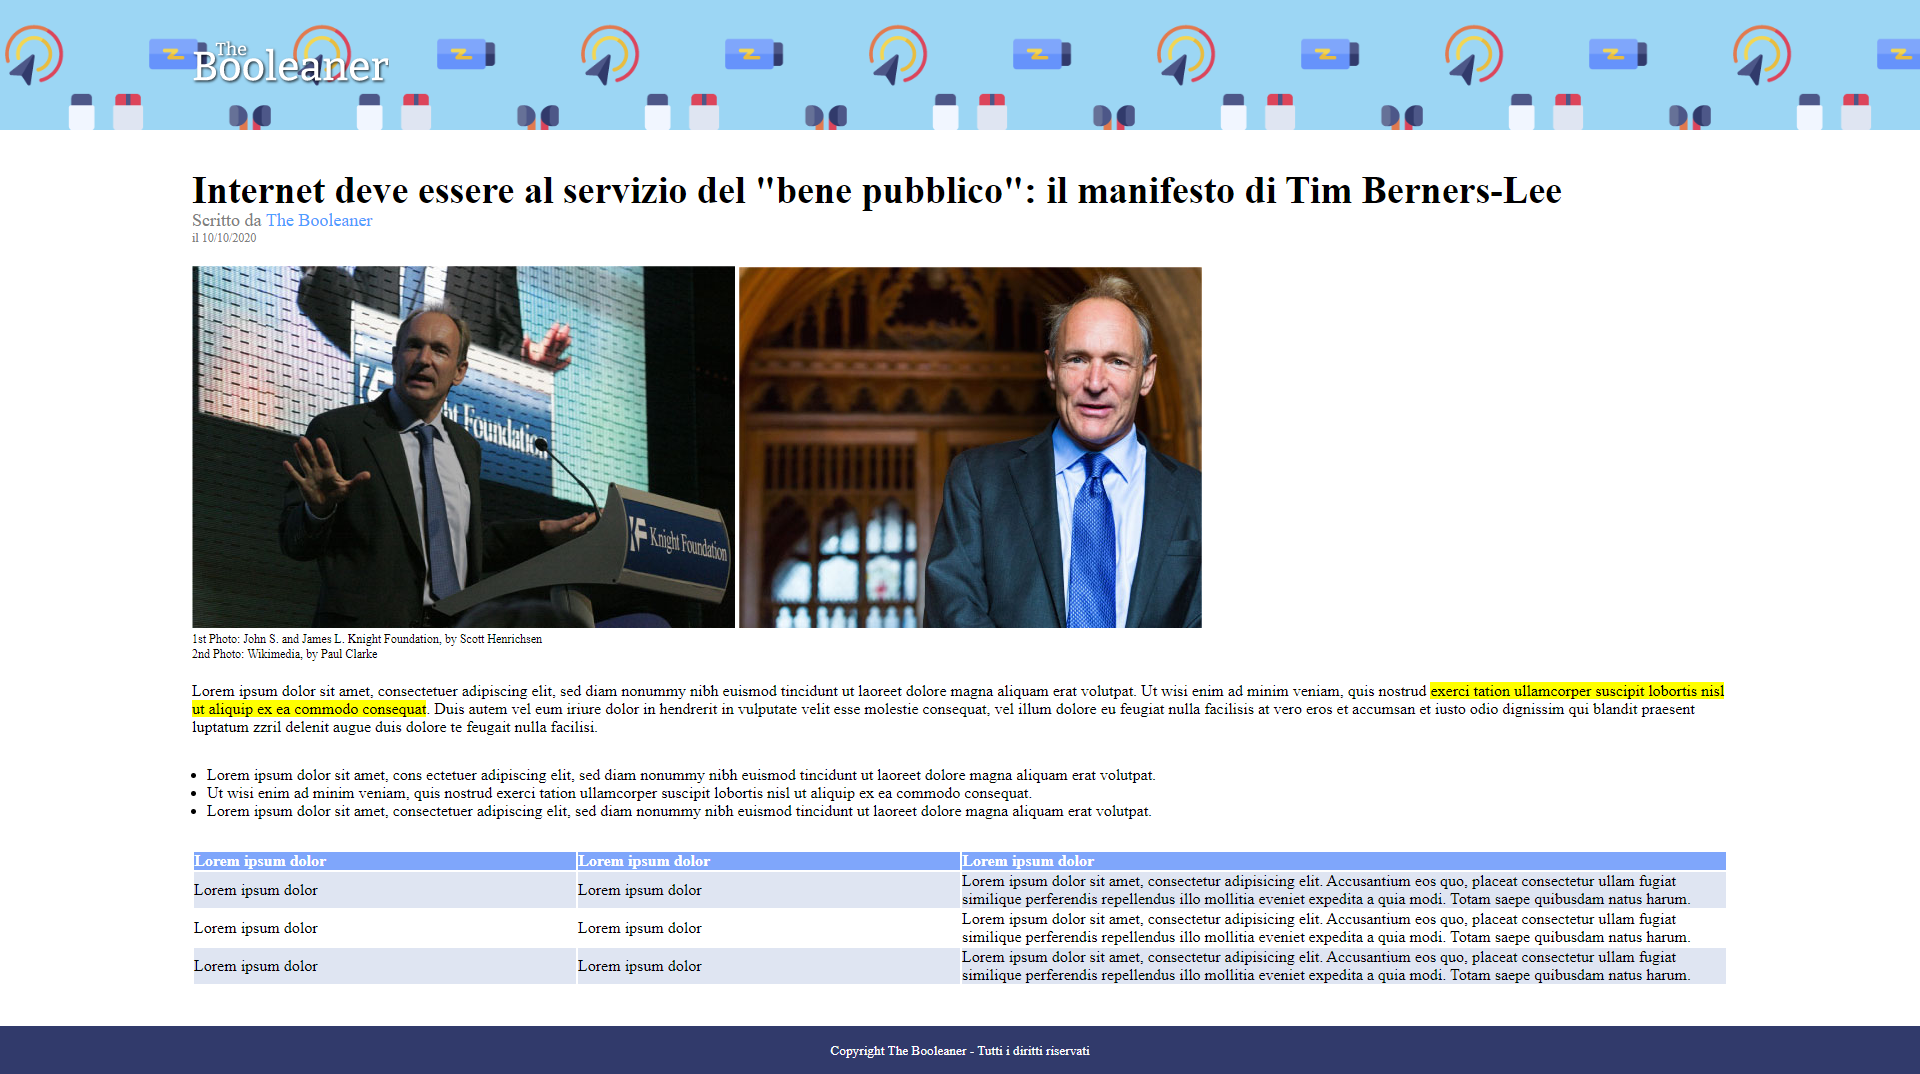 The
Booleaner
Internet deve essere al servizio del "bene pubblico": il manifesto di Tim Berners-Lee
Scritto da The Booleaner
il 10/10/2020
KF
ht Foundation
KF Knight Foundation
1st Photo: John S. and James L. Knight Foundation, by Scott Henrichsen
2nd Photo: Wikimedia, by Paul Clarke
Lorem ipsum dolor sit amet, consectetuer adipiscing elit, sed diam nonummy nibh euismod tincidunt ut laoreet dolore magna aliquam erat volutpat. Ut wisi enim ad minim veniam, quis nostrud exerci tation ullamcorper suscipit lobortis nisl
ut aliquip ex ea commodo consequat. Duis autem vel eum iriure dolor in hendrerit in vulputate velit esse molestie consequat, vel illum dolore eu feugiat nulla facilisis at vero eros et accumsan et iusto odio dignissim qui blandit praesent
luptatum zzril delenit augue duis dolore te feugait nulla facilisi.
• Lorem ipsum dolor sit amet, cons ectetuer adipiscing elit, sed diam nonummy nibh euismod tincidunt ut laoreet dolore magna aliquam erat volutpat.
• Ut wisi enim ad minim veniam, quis nostrud exerci tation ullamcorper suscipit lobortis nisl ut aliquip ex ea commodo consequat.
• Lorem ipsum dolor sit amet, consectetuer adipiscing elit, sed diam nonummy nibh euismod tincidunt ut laoreet dolore magna aliquam erat volutpat.
Lorem ipsum dolor Lorem ipsum dolor Lorem ipsum dolor
Lorem ipsum dolor Lorem ipsum dolor Lorem ipsum dolor sit amet, consectetur adipisicing elit. Accusantium eos quo, placeat consectetur ullam fugiat
similique perferendis repellendus illo mollitia eveniet expedita a quia modi. Totam saepe quibusdam natus harum.
Lorem ipsum dolor Lorem ipsum dolor Lorem ipsum dolor sit amet, consectetur adipisicing elit. Accusantium eos quo, placeat consectetur ullam fugiat
similique perferendis repellendus illo mollitia eveniet expedita a quia modi. Totam saepe quibusdam natus harum.
Lorem ipsum dolor Lorem ipsum dolor Lorem ipsum dolor sit amet, consectetur adipisicing elit. Accusantium eos quo, placeat consectetur ullam fugiat
similique perferendis repellendus illo mollitia eveniet expedita a quia modi. Totam saepe quibusdam natus harum.
Copyright The Booleaner - Tutti i diritti riservati